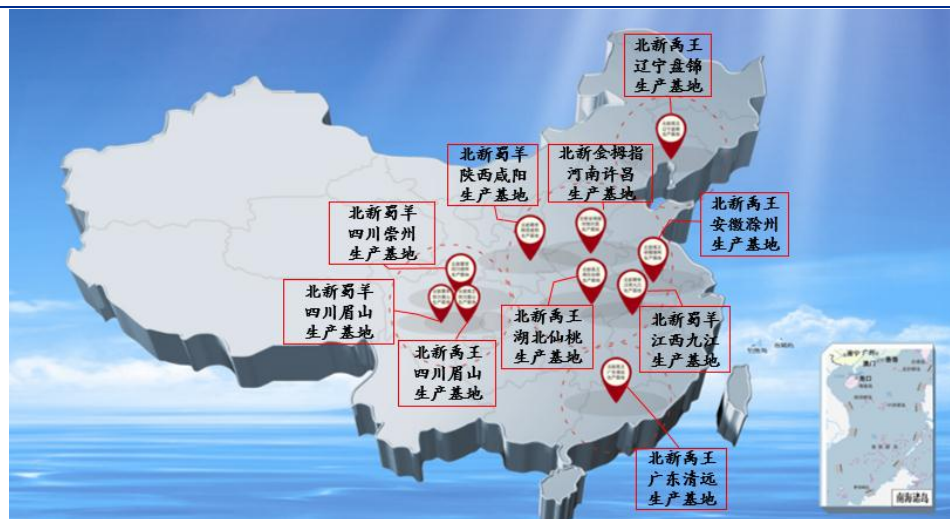 北新禹王
辽宁盘锦
生产基地
北新蜀羊
陕西咸阳
生产基地
北新金拇指
河南许昌
生产基地
北新禹王
安徽滁州
生产基地
北新蜀羊
四川崇州
生产基地
北新蜀羊
四川眉山
生产基地
北新禹王
四川眉山
生产基地
北新禹王
湖北仙桃
生产基地
北新蜀羊
江西九江
生产基地
北新禹王
广东清远
生产基地
南海诸岛